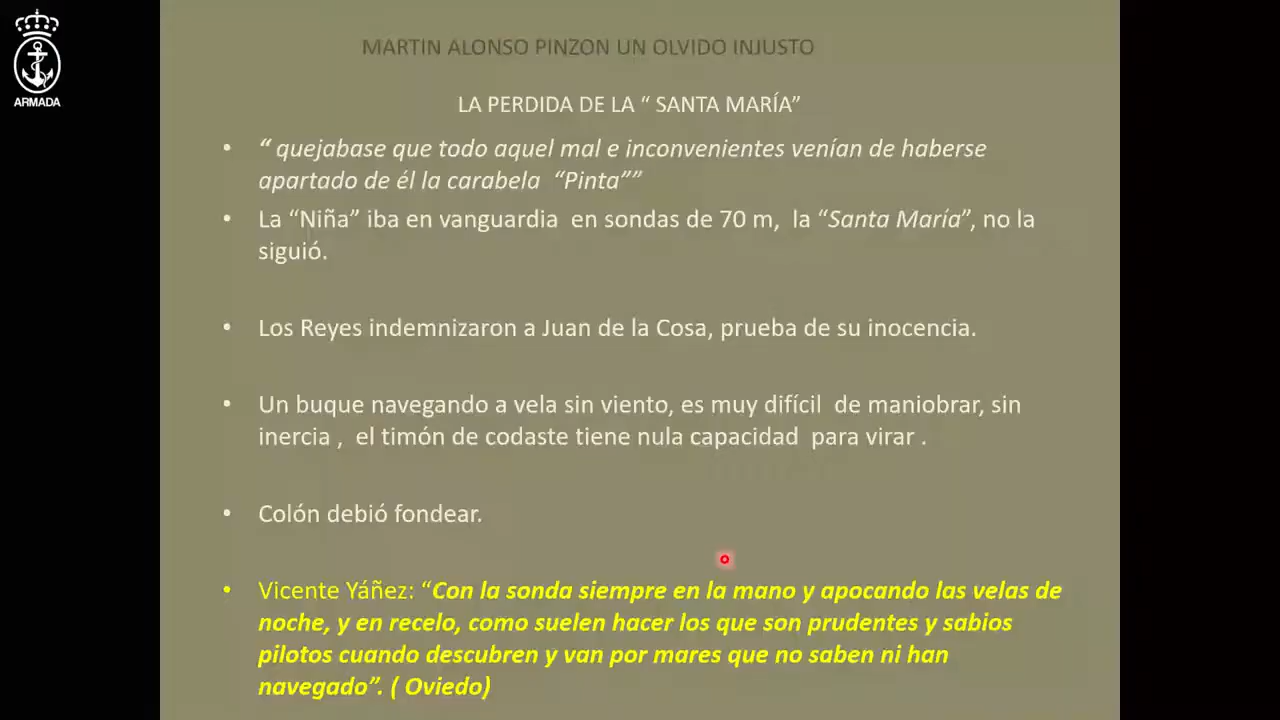 ARMADA
MARTIN ALONSO PINZON UN OLVIDO INJUSTO
LA PERDIDA DE LA “ SANTA MARÍA”
• “ quejabase que todo aquel mal e inconvenientes venían de haberse
apartado de él la carabela “Pinta””
• La “Niña” iba en vanguardia en sondas de 70 m, la “Santa María”, no la
siguió.
• Los Reyes indemnizaron a Juan de la Cosa, prueba de su inocencia.
• Un buque navegando a vela sin viento, es muy difícil de maniobrar, sin
inercia , el timón de codaste tiene nula capacidad para virar .
• Colón debió fondear.
• Vicente Yáñez: “Con la sonda siempre en la mano y apocando las velas de
noche, y en recelo, como suelen hacer los que son prudentes y sabios
pilotos cuando descubren y van por mares que no saben ni han
navegado”. ( Oviedo)